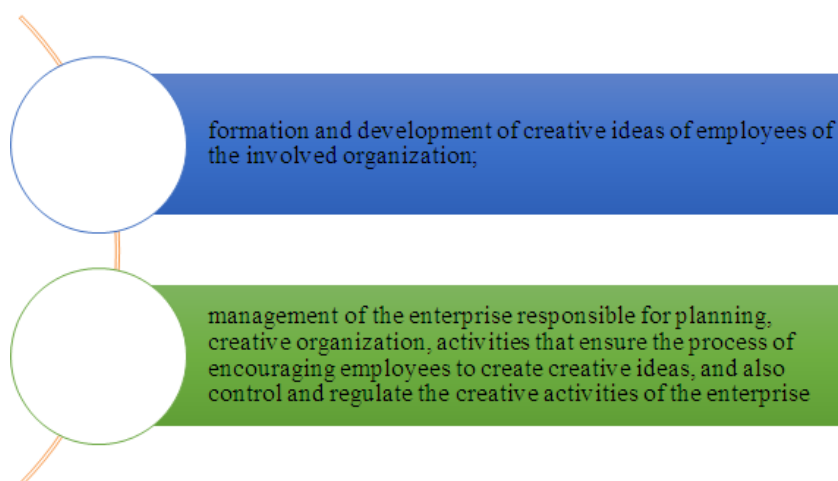 formation and development of creative ideas of employees of
the involved organization;
management of the enterprise responsible for planning,
creative organization, activities that ensure the process of
encouraging employees to create creative ideas, and also
control and regulate the creative activities of the enterprise